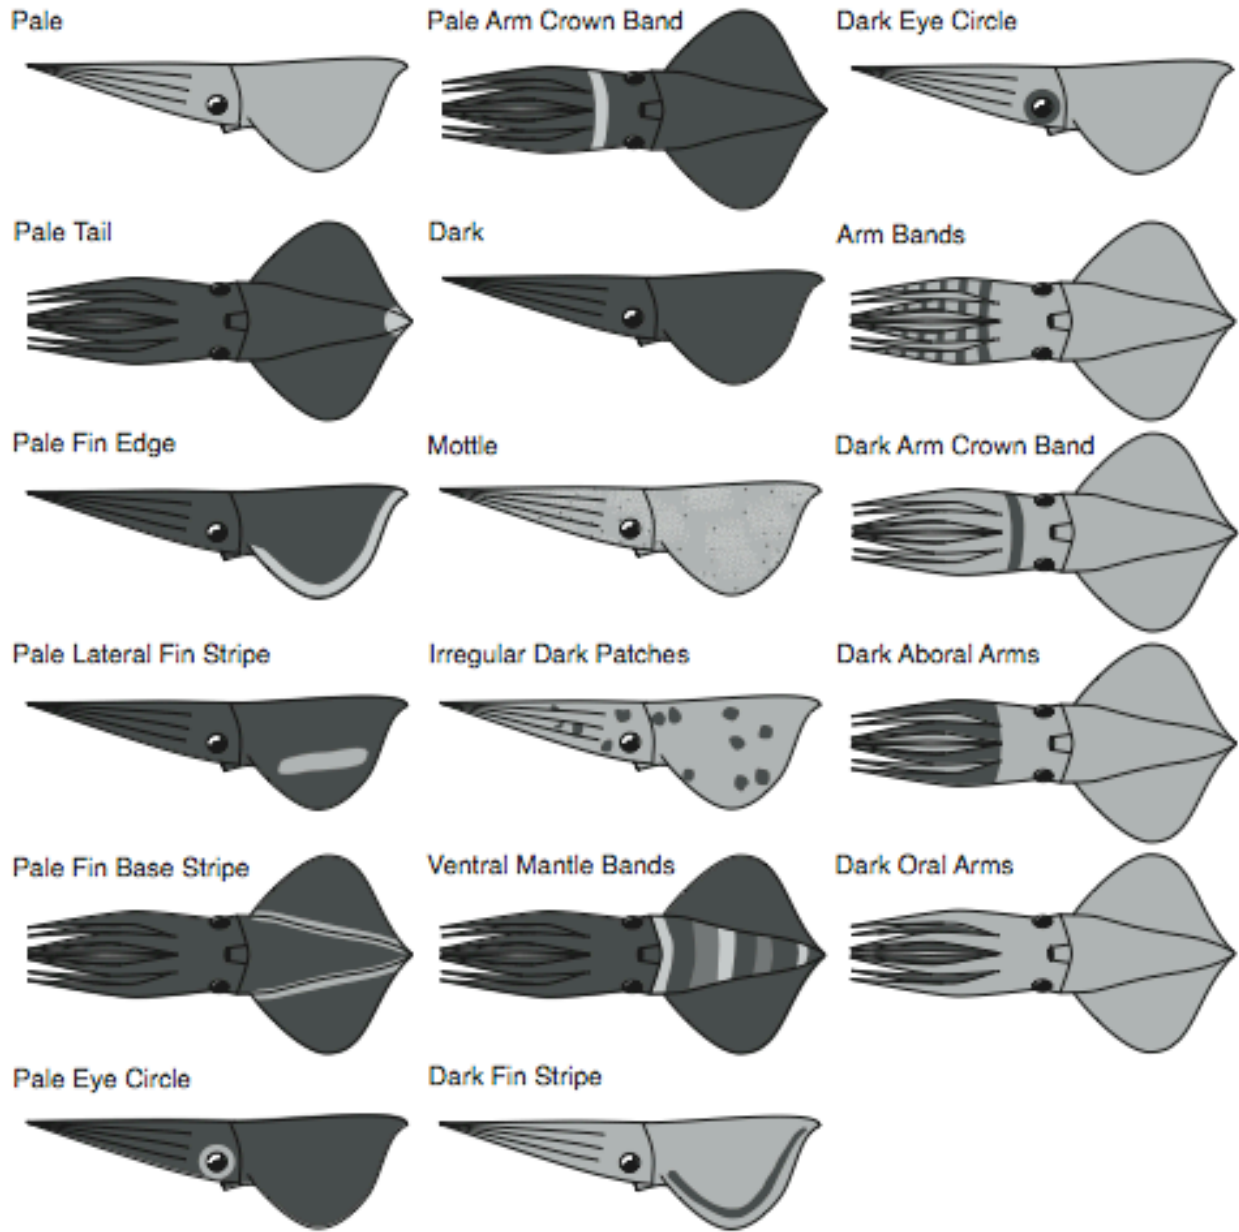 Pale
Pale Arm Crown Band
Dark Eye Circle
Pale Tail
Dark
Arm Bands
Pale Fin Edge
Mottle
Dark Arm Crown Band
Pale Lateral Fin Stripe
Irregular Dark Patches
Dark Aboral Arms
Pale Fin Base Stripe
Ventral Mantle Bands
Dark Oral Arms
Pale Eye Circle
Dark Fin Stripe